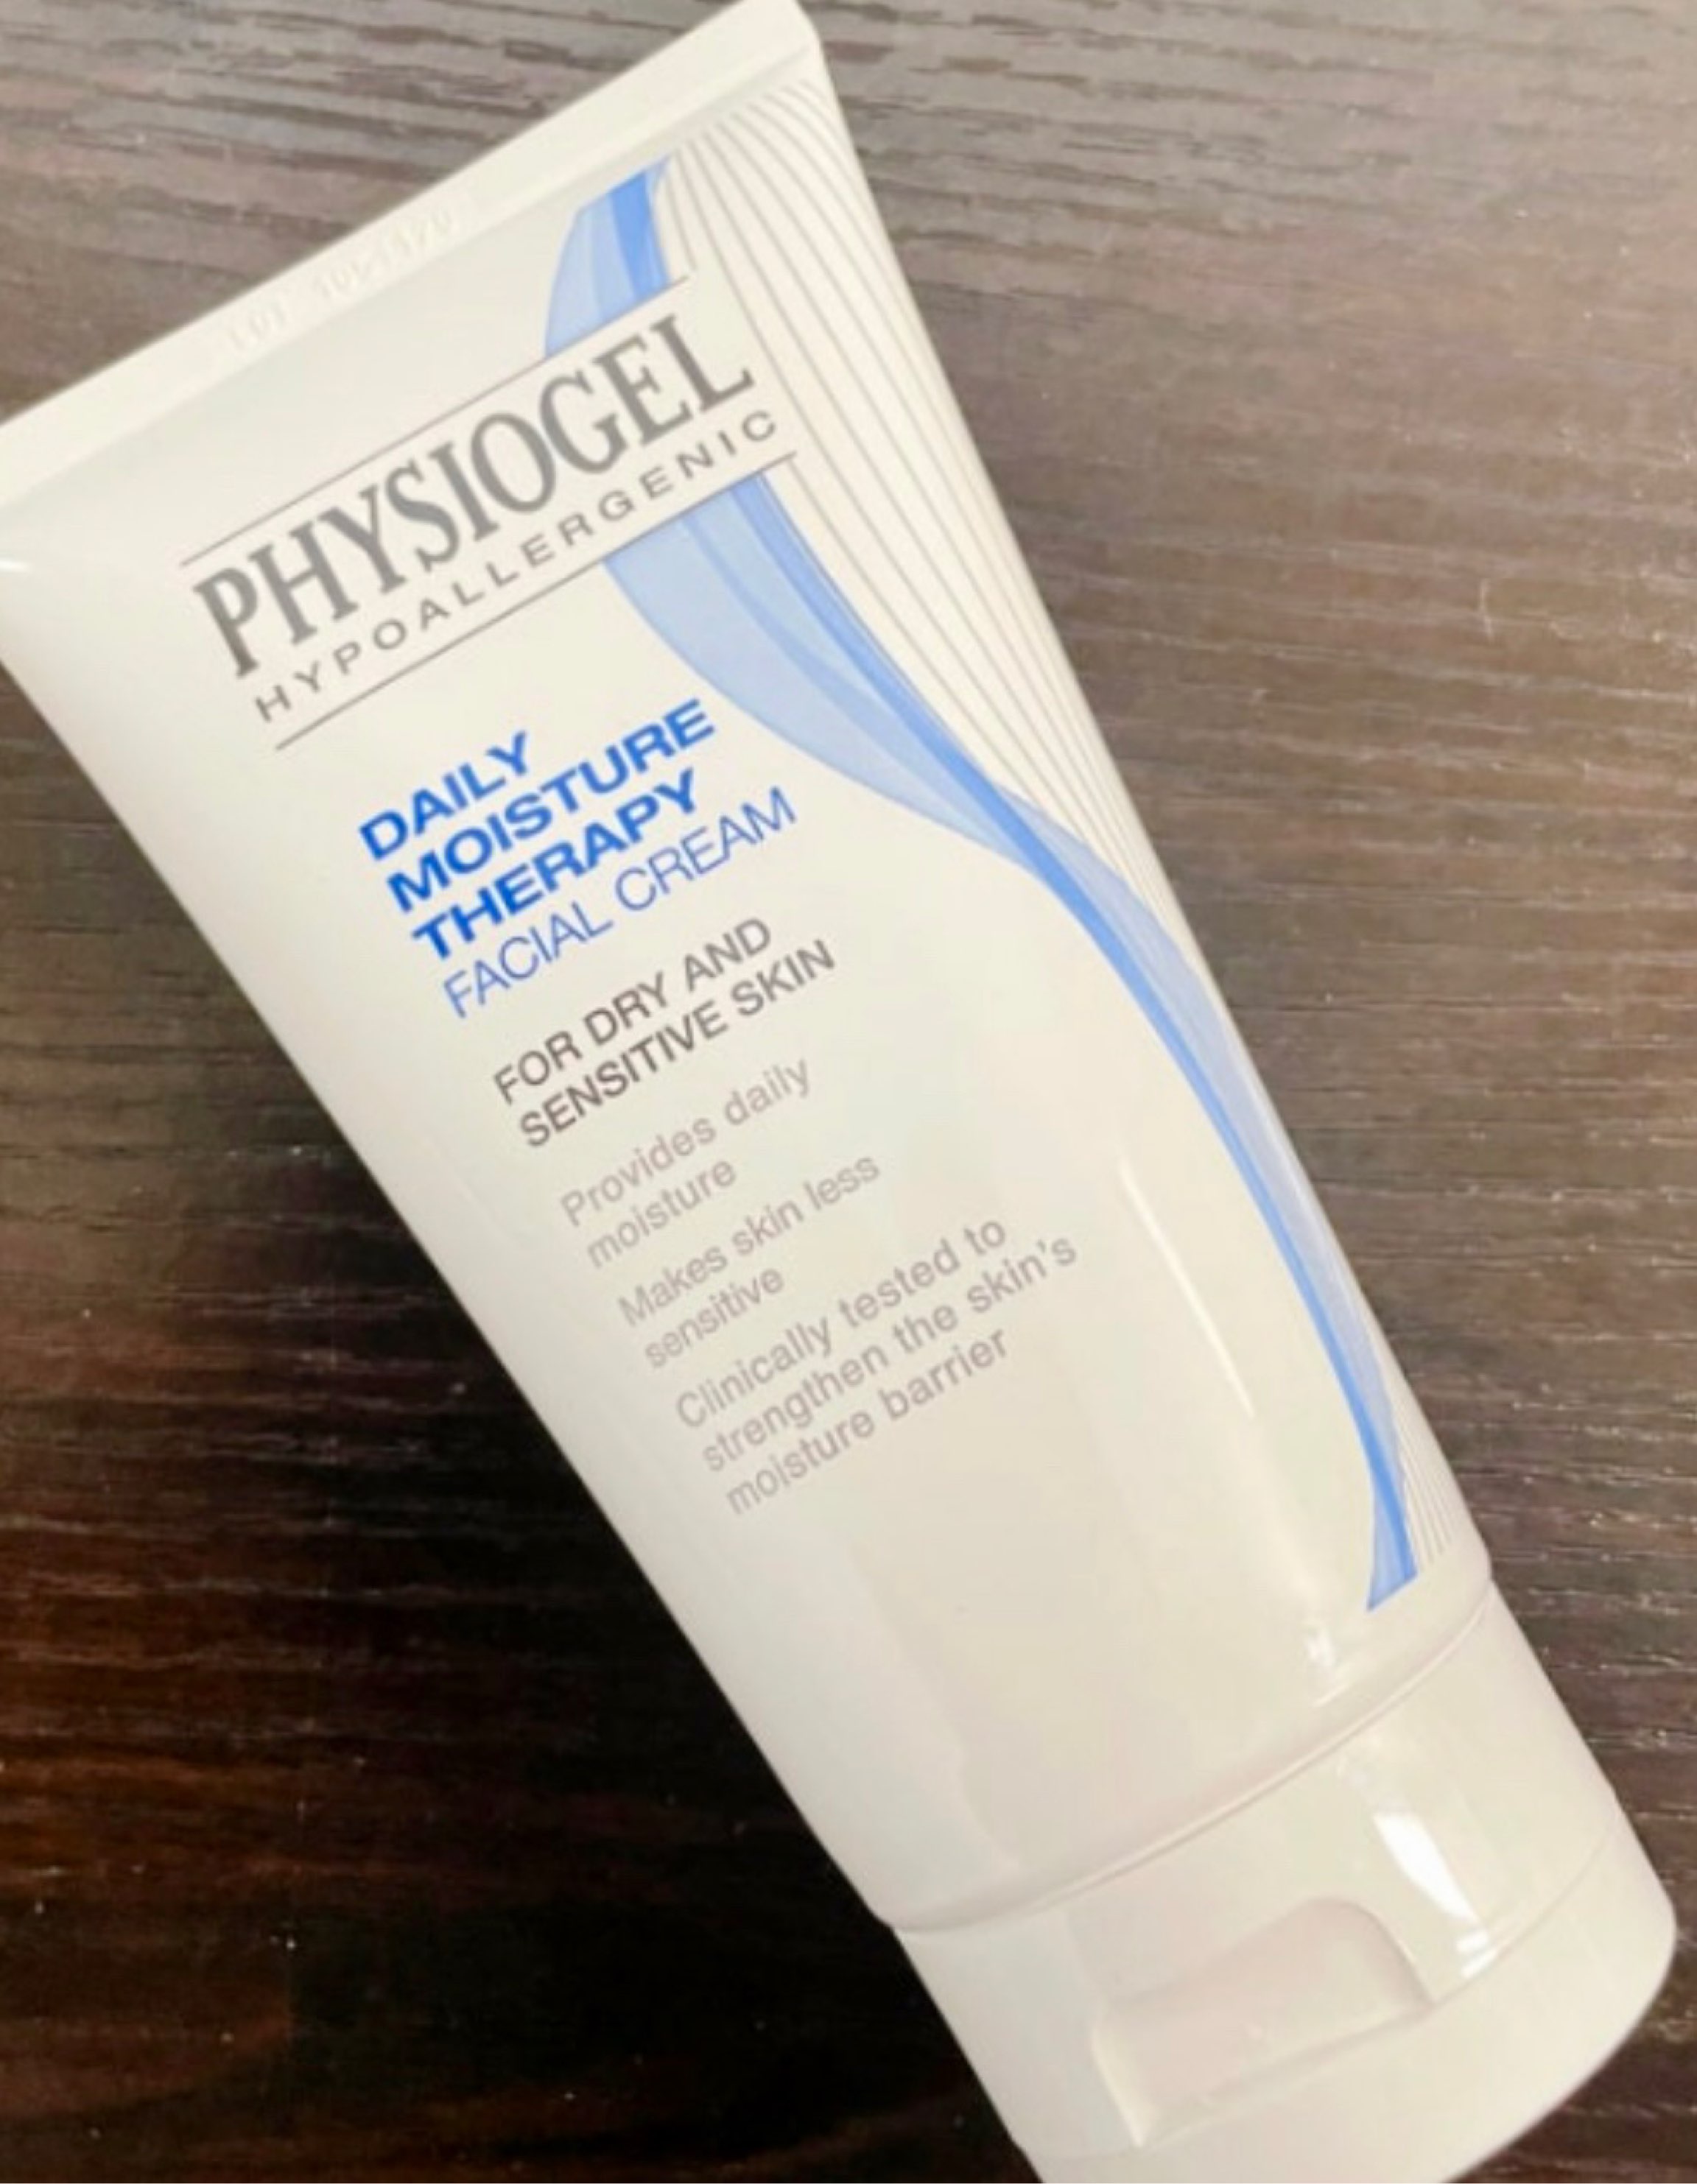 PHYSIOGEL
HYPOALLERGENIC
DAILY
MOISTURE
THERAPY
FACIAL CREAM
FOR DRY AND
SENSITIVE SKIN
Provides daily
moisture
Makes skin less
sensitive
Clinically tested to
strengthen the skin's
moisture barrier